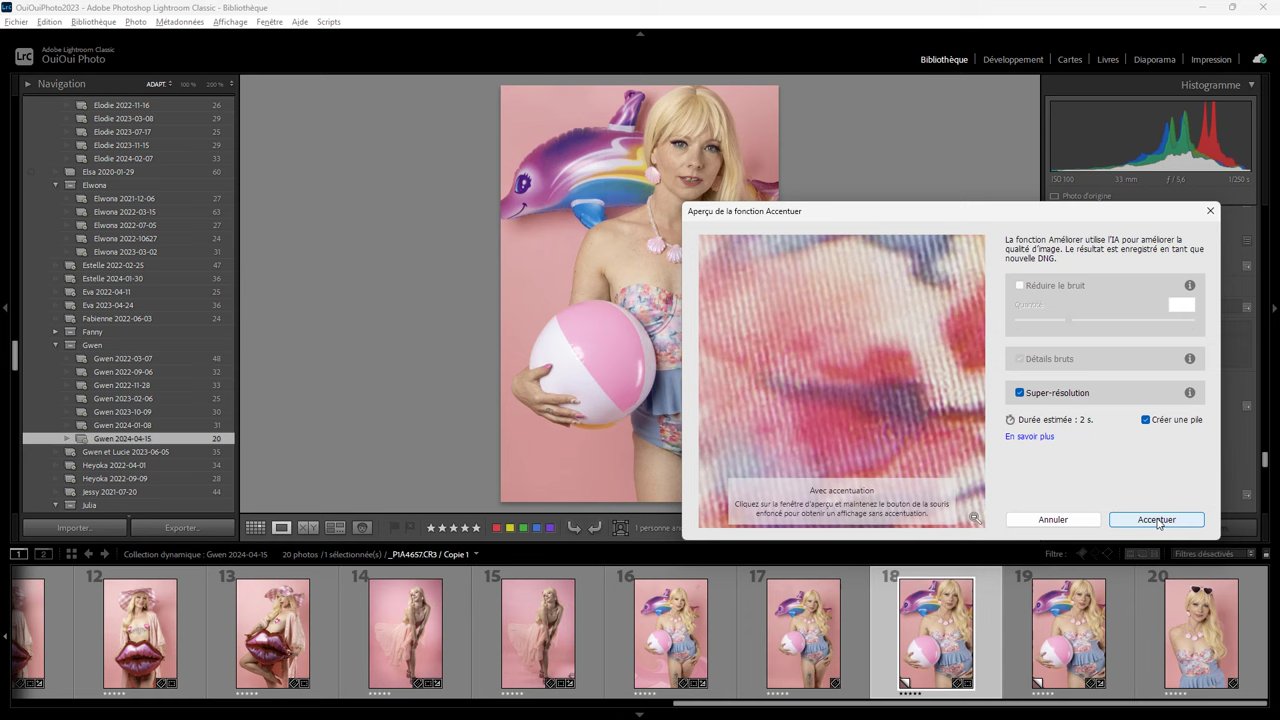 OuiOuiPhoto2023 - Adobe Photoshop Lightroom Classic - Bibliothèque
Fichier Édition Bibliothèque Photo Métadonnées Affichage Fenêtre Aide Scripts
Lrc
Adobe Lightroom Classic
OuiOui Photo
Bibliothèque Développement Cartes Livres Diaporama Impression
Navigation ADAPT. 100 % 200 %
Histogramme
Elodie 2022-11-16 26
Elodie 2023-03-08 29
Elodie 2023-07-17 25
Elodie 2023-11-15 29
Elodie 2024-02-07 33
Elsa 2020-01-29 60
Elwona
Elwona 2021-12-06 27
Elwona 2022-03-15 63
Elwona 2022-07-05 27
Elwona 2022-10627 24
Elwona 2023-03-02 31
Estelle 2022-02-25 47
Estelle 2024-01-30 36
Eva 2022-04-11 25
Eva 2023-04-24 36
Fabienne 2022-06-03 24
Fanny
Gwen
Gwen 2022-03-07 48
Gwen 2022-09-06 32
Gwen 2022-11-28 33
Gwen 2023-02-06 25
Gwen 2023-10-09 30
Gwen 2024-01-08 31
Gwen 2024-04-15 20
Gwen et Lucie 2023-06-05 35
Heyoka 2022-04-01 34
Heyoka 2022-09-09 28
Jessy 2021-07-20 44
Julia
Importer... Exporter...
ISO 100 33 mm ƒ / 5,6 1/250 s
Photo d'origine
Aperçu de la fonction Accentuer
La fonction Améliorer utilise l'IA pour améliorer la
qualité d'image. Le résultat est enregistré en tant que
nouvelle DNG.
Réduire le bruit
Quantité
Détails bruts
Super-résolution
Durée estimée : 2 s. Créer une pile
En savoir plus
Avec accentuation
Cliquez sur la fenêtre d'aperçu et maintenez le bouton de la souris
enfoncé pour obtenir un affichage sans accentuation.
Annuler Accentuer
1 personne
1 2 Collection dynamique : Gwen 2024-04-15 20 photos /1 sélectionnée(s) / _P1A4657.CR3 / Copie 1 Filtre : Filtres désactivés
12 13 14 15 16 17 18 19 20